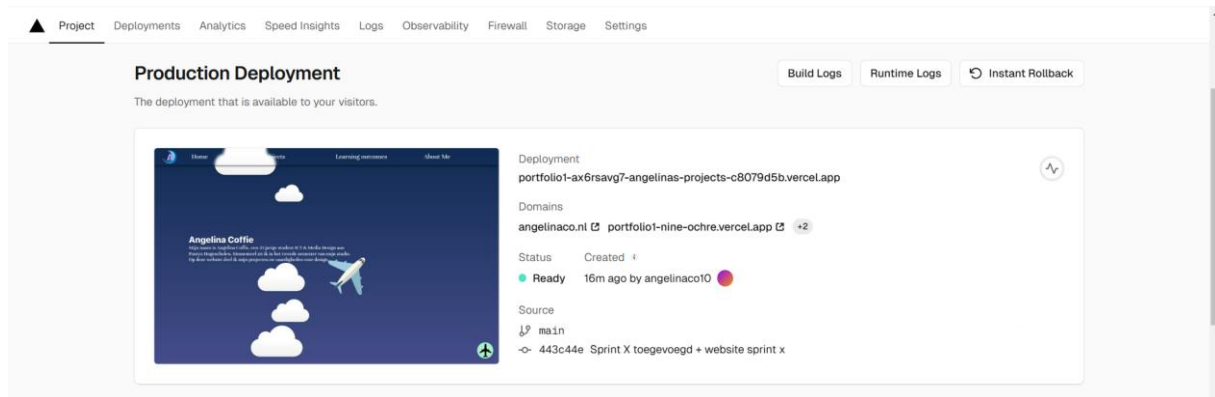 Project Deployments Analytics Speed Insights Logs Observability Firewall Storage Settings
Production Deployment
Build Logs Runtime Logs Instant Rollback
The deployment that is available to your visitors.
Home Learning outcomes About Me
Angelina Coffie
Deployment
portfolio1-ax6rsavg7-angelinas-projects-c8079d5b.vercel.app
Domains
angelinaco.nl portfolio1-nine-ochre.vercel.app +2
Status Created
Ready 16m ago by angelinaco10
Source
main
443c44e Sprint X toegevoegd + website sprint x